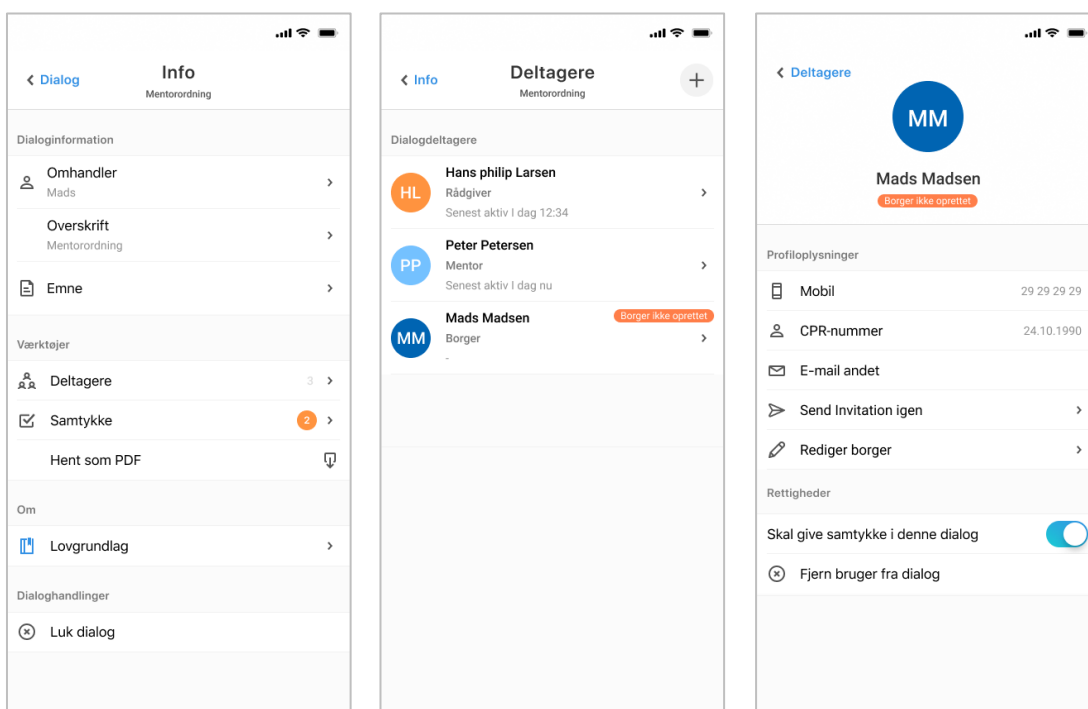 Dialog
Info
Mentorordning
Dialoginformation
Omhandler
Mads
Overskrift
Mentorordning
Emne
Værktøjer
Deltagere 3
Samtykke 2
Hent som PDF
Om
Lovgrundlag
Dialoghandlinger
Luk dialog
Info
Deltagere
Mentorordning
Dialogdeltagere
HL
Hans philip Larsen
Rådgiver
Senest aktiv I dag 12:34
PP
Peter Petersen
Mentor
Senest aktiv I dag nu
MM
Mads Madsen Borger ikke oprettet
Borger
-
Deltagere
MM
Mads Madsen
Borger ikke oprettet
Profiloplysninger
Mobil 29 29 29 29
CPR-nummer 24.10.1990
E-mail andet
Send Invitation igen
Rediger borger
Rettigheder
Skal give samtykke i denne dialog
Fjern bruger fra dialog